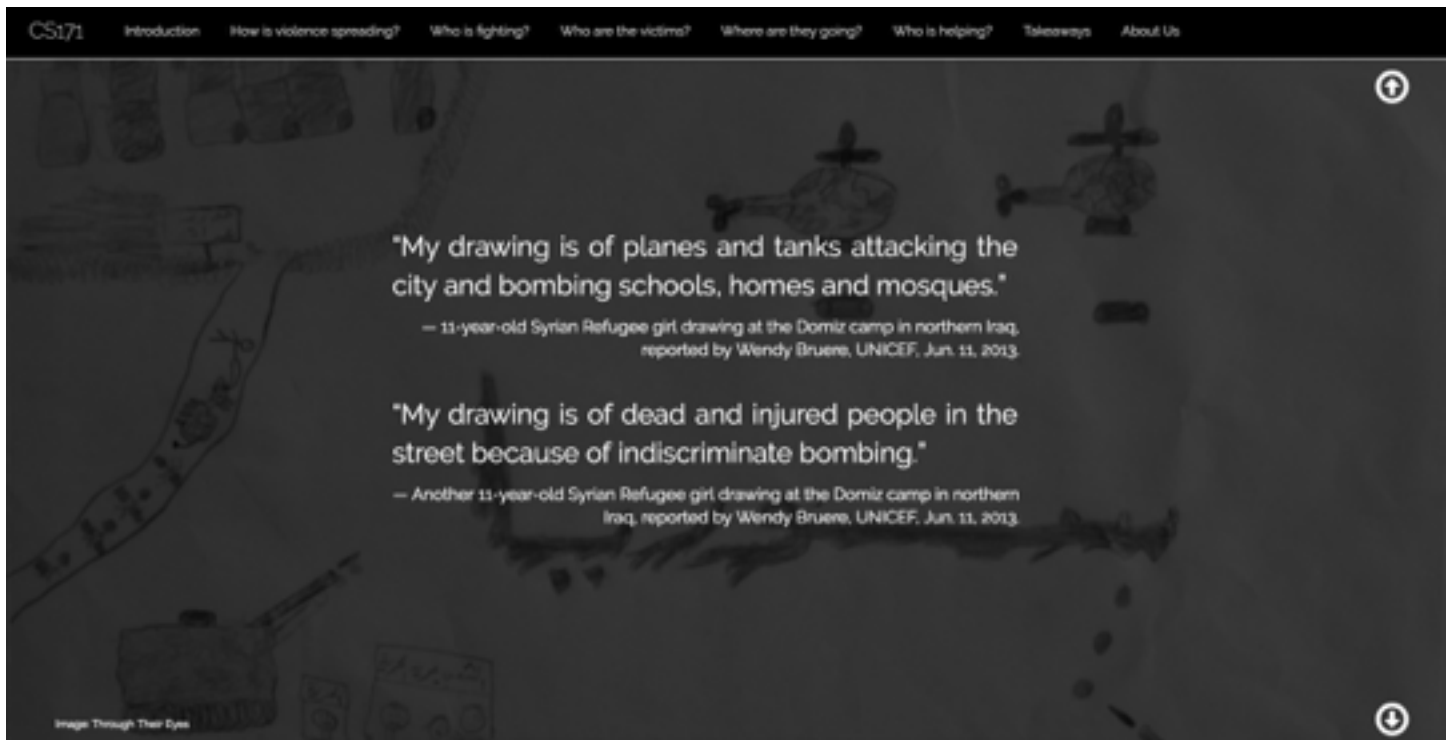 CS171 Introduction How is violence spreading? Who is fighting? Who are the victims? Where are they going? Who is helping? Takeaways About Us
"My drawing is of planes and tanks attacking the
city and bombing schools, homes and mosques."
— 11-year-old Syrian Refugee girl drawing at the Domiz camp in northern Iraq,
reported by Wendy Bruere, UNICEF, Jun. 11, 2013.
"My drawing is of dead and injured people in the
street because of indiscriminate bombing."
— Another 11-year-old Syrian Refugee girl drawing at the Domiz camp in northern
Iraq, reported by Wendy Bruere, UNICEF, Jun. 11, 2013.
Image: Through Their Eyes